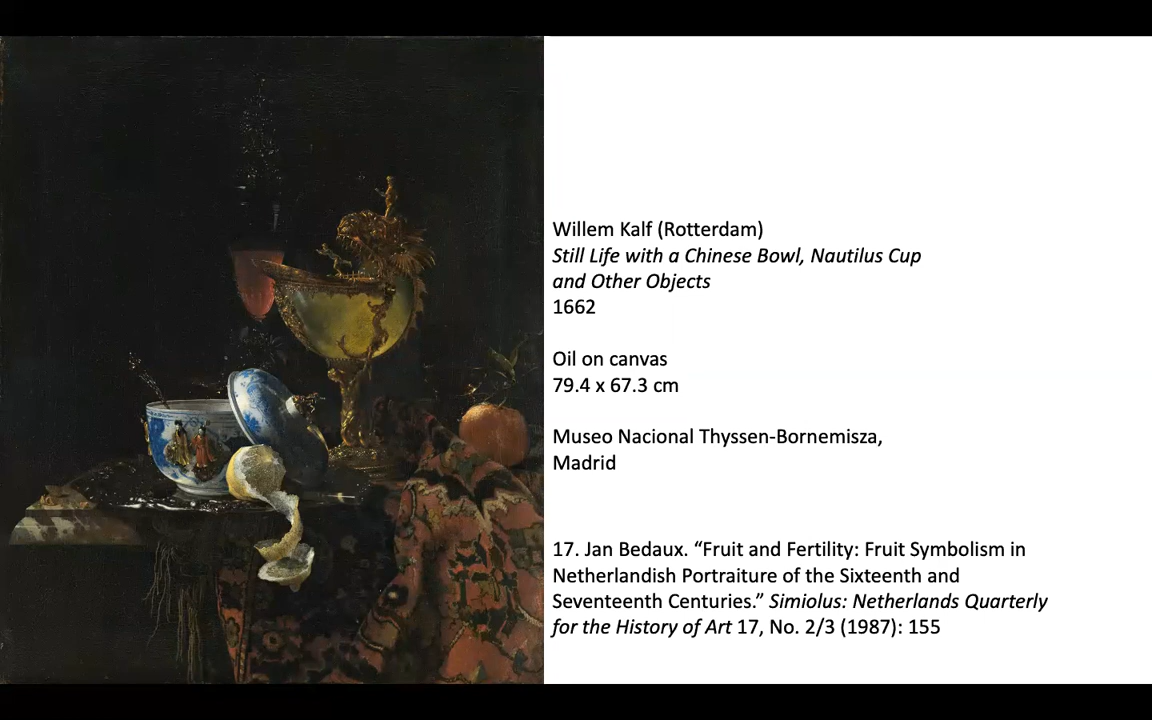 Willem Kalf (Rotterdam)
Still Life with a Chinese Bowl, Nautilus Cup
and Other Objects
1662
Oil on canvas
79.4 x 67.3 cm
Museo Nacional Thyssen-Bornemisza,
Madrid
17. Jan Bedaux. “Fruit and Fertility: Fruit Symbolism in
Netherlandish Portraiture of the Sixteenth and
Seventeenth Centuries.” Simiolus: Netherlands Quarterly
for the History of Art 17, No. 2/3 (1987): 155